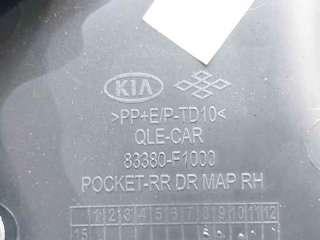 KIA
>PP+E/P-TD10<
QLE-CAR
83380-F1000
POCKET-RR DR MAP RH
1 2 3 4 5 6 7 8 9 10 11 12
15